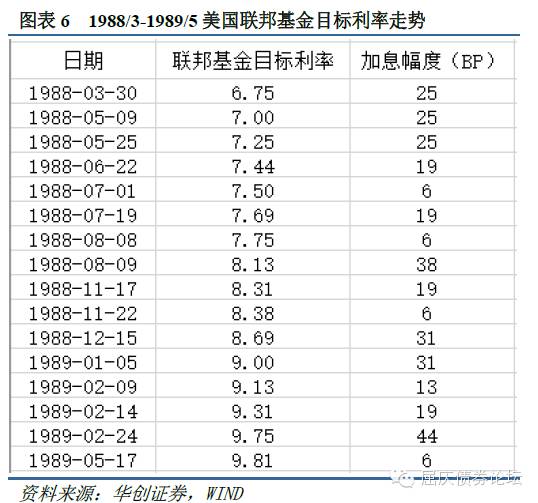 图表 6 1988/3-1989/5 美国联邦基金目标利率走势
日期 联邦基金目标利率 加息幅度（BP）
1988-03-30 6.75 25
1988-05-09 7.00 25
1988-05-25 7.25 25
1988-06-22 7.44 19
1988-07-01 7.50 6
1988-07-19 7.69 19
1988-08-08 7.75 6
1988-08-09 8.13 38
1988-11-17 8.31 19
1988-11-22 8.38 6
1988-12-15 8.69 31
1989-01-05 9.00 31
1989-02-09 9.13 13
1989-02-14 9.31 19
1989-02-24 9.75 44
1989-05-17 9.81 6
屈庆债券论坛
资料来源：华创证券，WIND